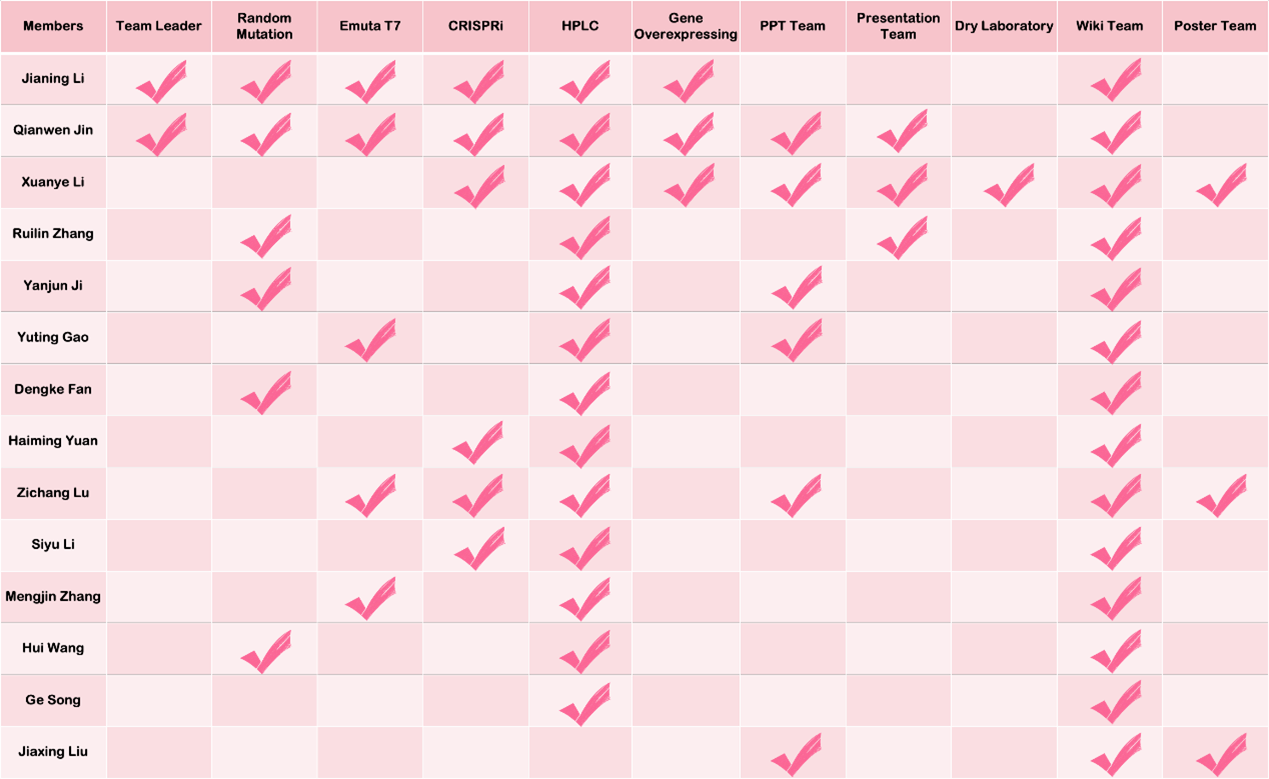 Members Team Leader Random Mutation Emuta T7 CRISPRi HPLC Gene Overexpressing PPT Team Presentation Team Dry Laboratory Wiki Team Poster Team
Jianing Li
Qianwen Jin
Xuanye Li
Ruilin Zhang
Yanjun Ji
Yuting Gao
Dengke Fan
Haiming Yuan
Zichang Lu
Siyu Li
Mengjin Zhang
Hui Wang
Ge Song
Jiaxing Liu